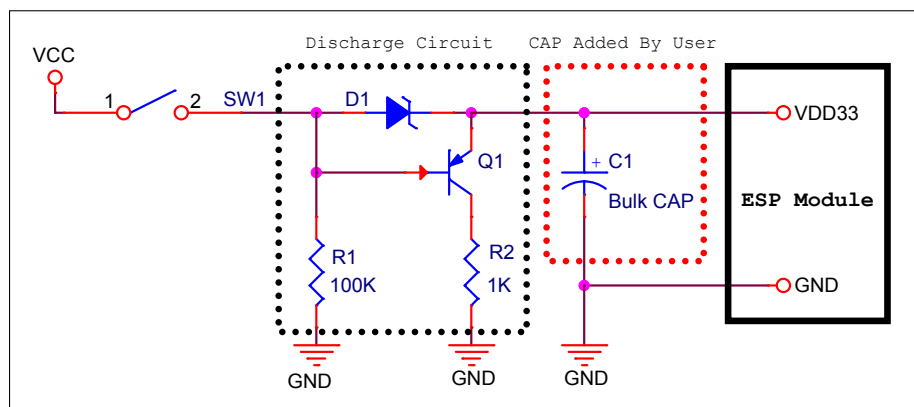 Discharge Circuit
CAP Added By User
VCC
1
2
SW1
D1
VDD33
Q1
+
C1
Bulk CAP
ESP Module
R1
100K
R2
1K
GND
GND
GND
GND